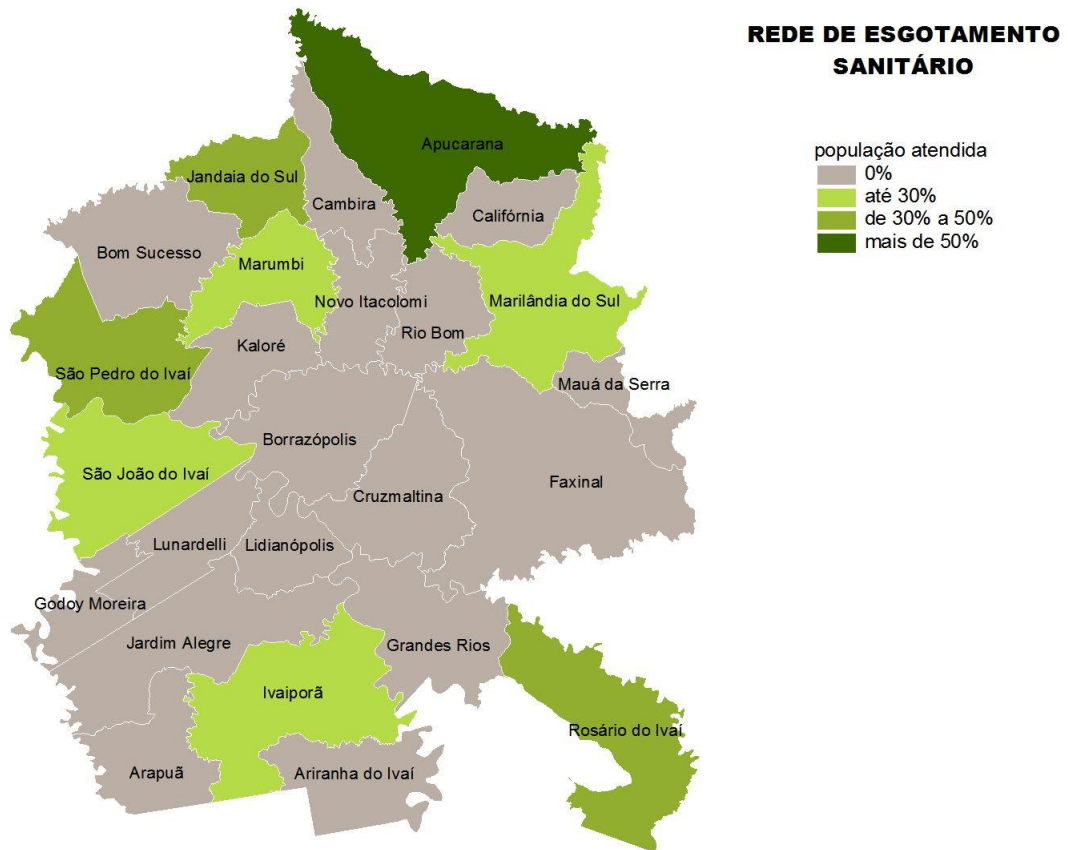 REDE DE ESGOTAMENTO
SANITÁRIO
população atendida
0%
até 30%
de 30% a 50%
mais de 50%
Apucarana
Jandaia do Sul
Cambira
Califórnia
Bom Sucesso
Marumbi
Novo Itacolomi
Marilândia do Sul
Rio Bom
Kaloré
São Pedro do Ivaí
Mauá da Serra
Borrazópolis
São João do Ivaí
Faxinal
Cruzmaltina
Lunardelli
Lidianópolis
Godoy Moreira
Jardim Alegre
Grandes Rios
Ivaiporã
Rosário do Ivaí
Arapuã
Ariranha do Ivaí